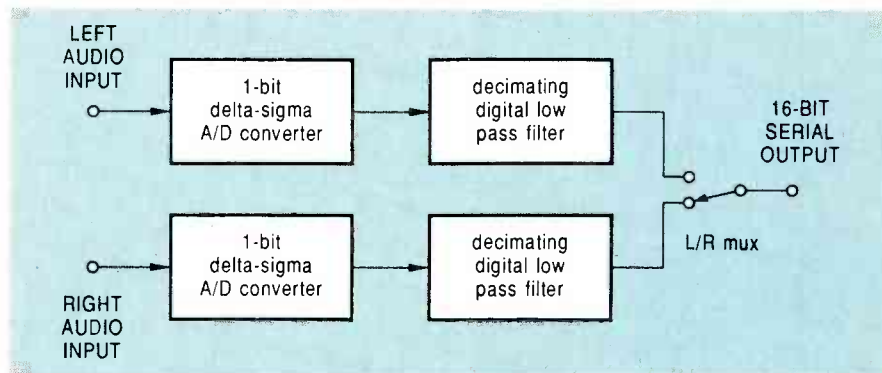 LEFT
AUDIO
INPUT
1-bit
delta-sigma
A/D converter
decimating
digital low
pass filter
16-BIT
SERIAL
OUTPUT
L/R mux
1-bit
delta-sigma
A/D converter
decimating
digital low
pass filter
RIGHT
AUDIO
INPUT